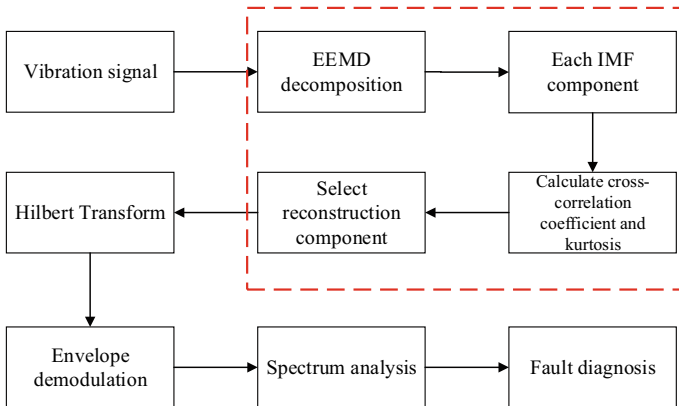 Vibration signal
EEMD
decomposition
Each IMF
component
Hilbert Transform
Select
reconstruction
component
Calculate cross-
correlation
coefficient and
kurtosis
Envelope
demodulation
Spectrum analysis
Fault diagnosis